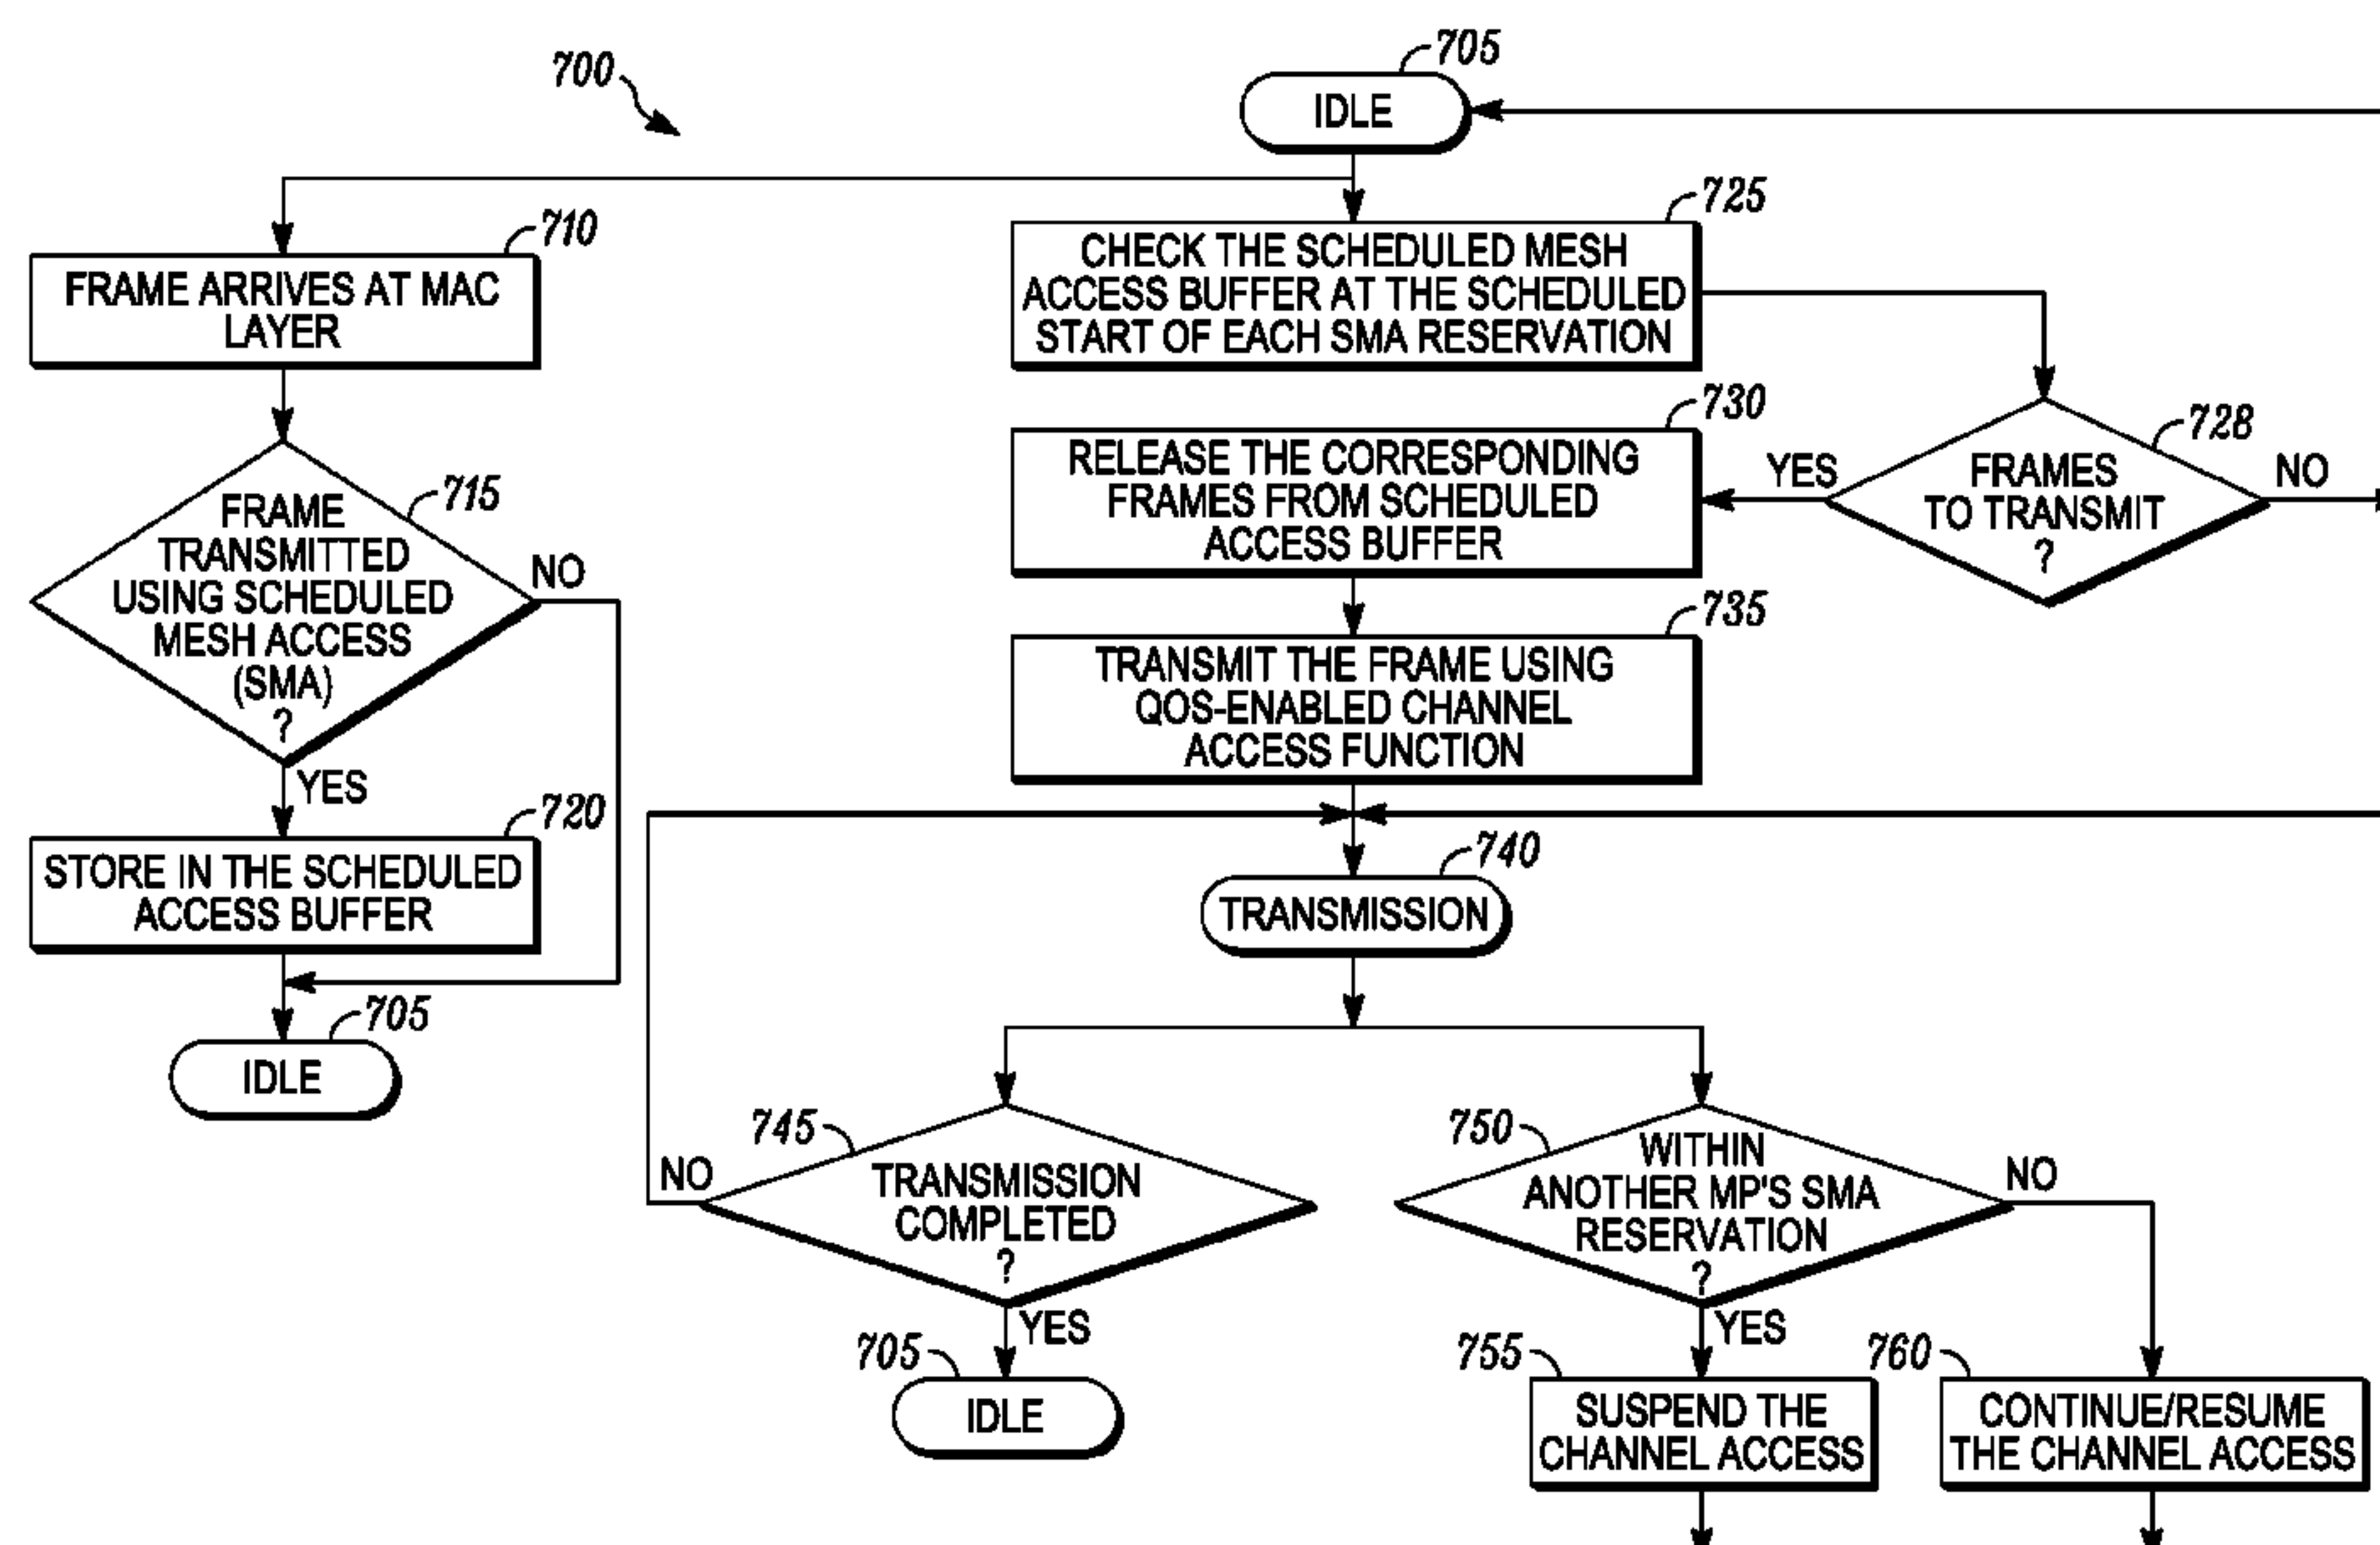 700
705
IDLE
710
FRAME ARRIVES AT MAC
LAYER
715
FRAME
TRANSMITTED
USING SCHEDULED
MESH ACCESS
(SMA)
?
NO
YES
720
STORE IN THE SCHEDULED
ACCESS BUFFER
705
IDLE
725
CHECK THE SCHEDULED MESH
ACCESS BUFFER AT THE SCHEDULED
START OF EACH SMA RESERVATION
728
FRAMES
TO TRANSMIT
?
YES
NO
730
RELEASE THE CORRESPONDING
FRAMES FROM SCHEDULED
ACCESS BUFFER
735
TRANSMIT THE FRAME USING
QOS-ENABLED CHANNEL
ACCESS FUNCTION
740
TRANSMISSION
745
TRANSMISSION
COMPLETED
?
NO
YES
705
IDLE
750
WITHIN
ANOTHER MP'S SMA
RESERVATION
?
NO
YES
755
SUSPEND THE
CHANNEL ACCESS
760
CONTINUE/RESUME
THE CHANNEL ACCESS